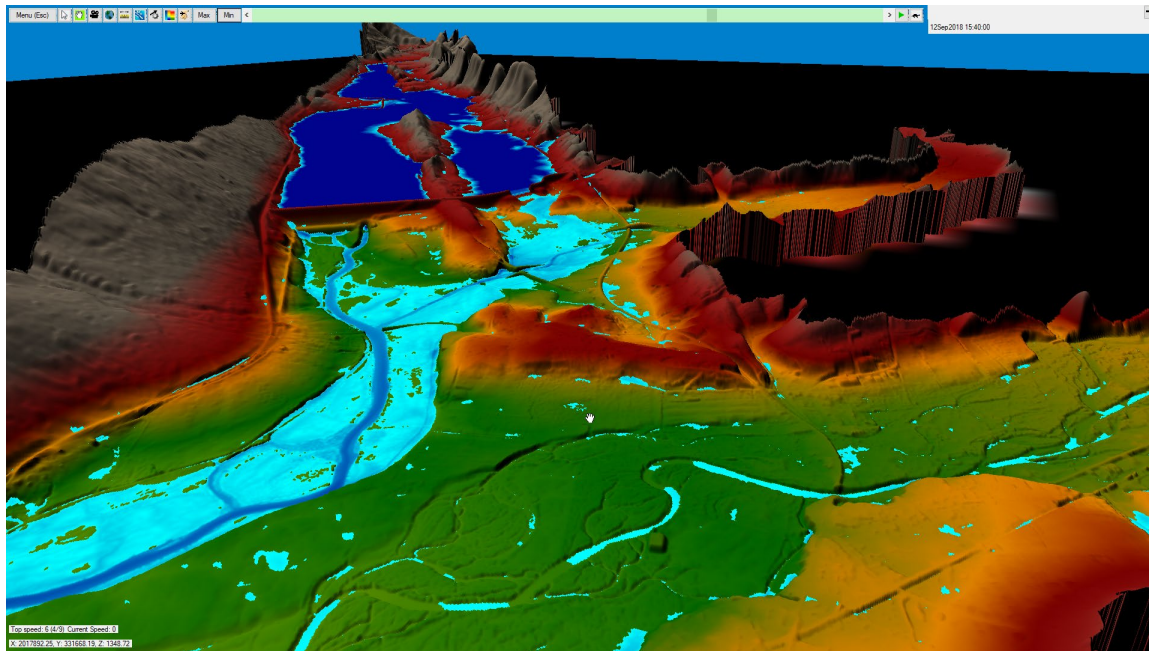 Menu (Esc) Max Min
12Sep2018 15:40:00
Top speed: 6 (4/9) Current Speed: 0
X: 2017892.25, Y: 331668.19, Z: 1348.72